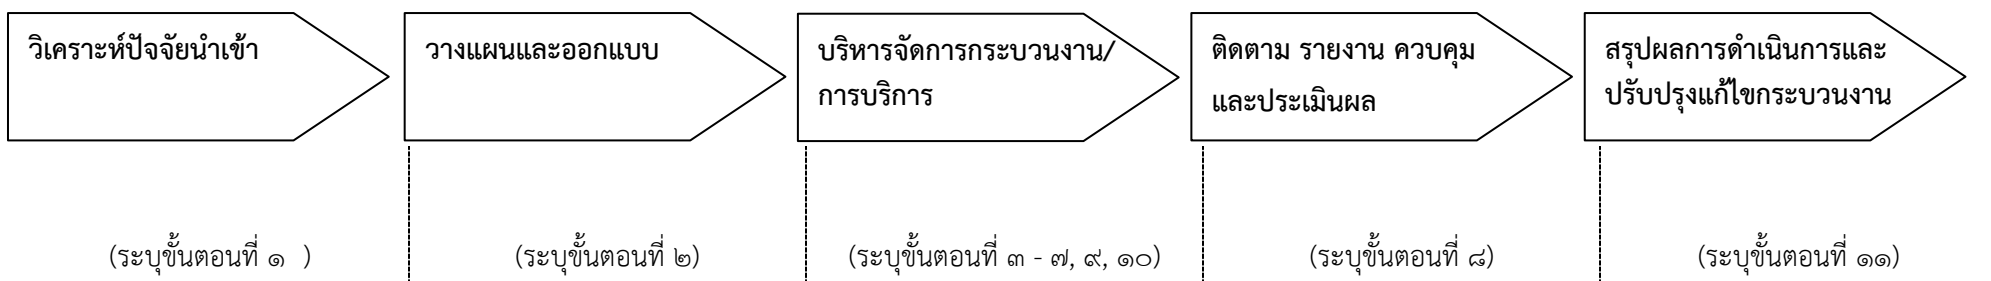 วิเคราะห์ปัจจัยนำเข้า
วางแผนและออกแบบ
บริหารจัดการกระบวนงาน/
การบริการ
ติดตาม รายงาน ควบคุม
และประเมินผล
สรุปผลการดำเนินการและ
ปรับปรุงแก้ไขกระบวนงาน
(ระบุขั้นตอนที่ ๑ )
(ระบุขั้นตอนที่ ๒)
(ระบุขั้นตอนที่ ๓ - ๗, ๙, ๑๐)
(ระบุขั้นตอนที่ ๘)
(ระบุขั้นตอนที่ ๑๑)